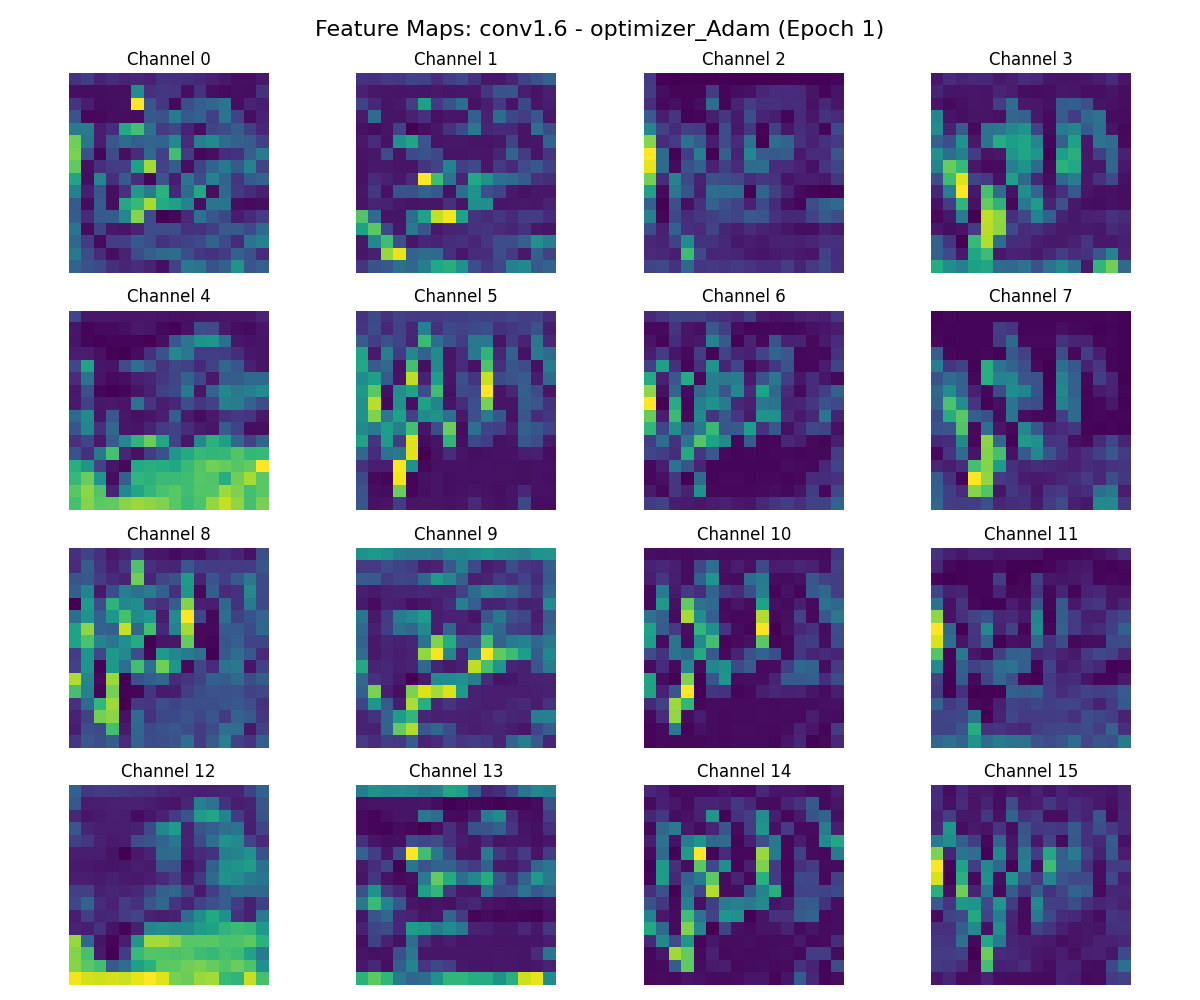 Feature Maps: conv1.6 - optimizer_Adam (Epoch 1)
Channel 0
Channel 1
Channel 2
Channel 3
Channel 4
Channel 5
Channel 6
Channel 7
Channel 8
Channel 9
Channel 10
Channel 11
Channel 12
Channel 13
Channel 14
Channel 15